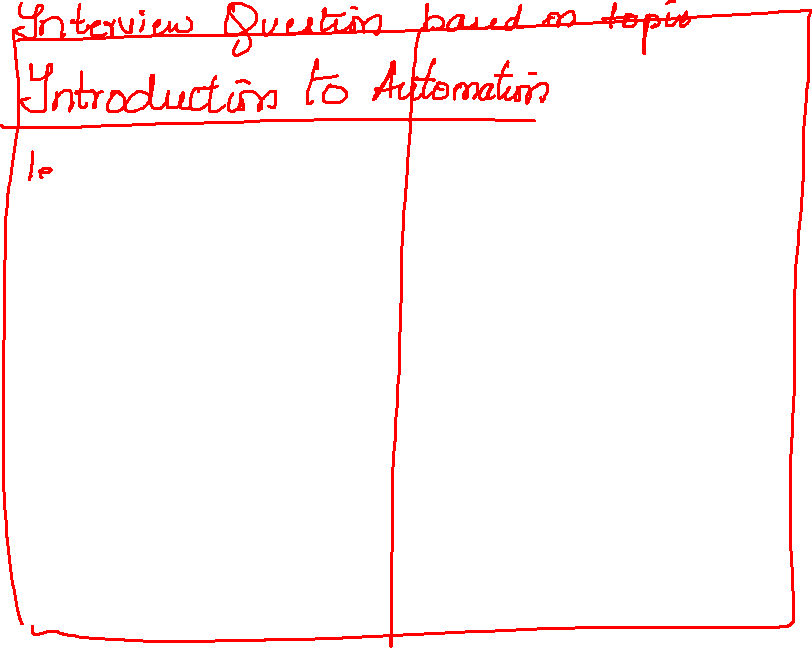 Interview Question based on topic
Introduction to Automation
1.